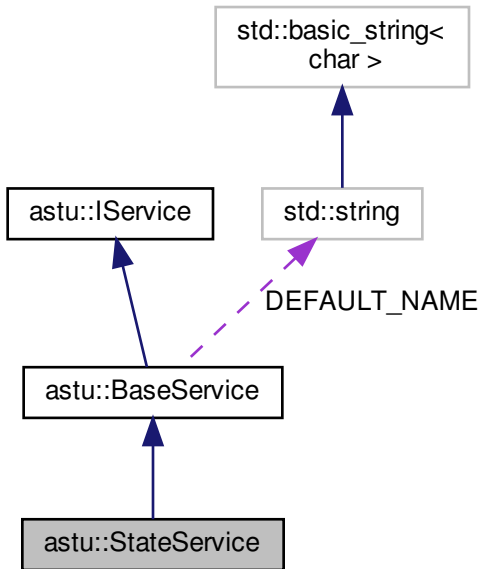 std::basic_string<
char >
astu::IService
std::string
DEFAULT_NAME
astu::BaseService
astu::StateService